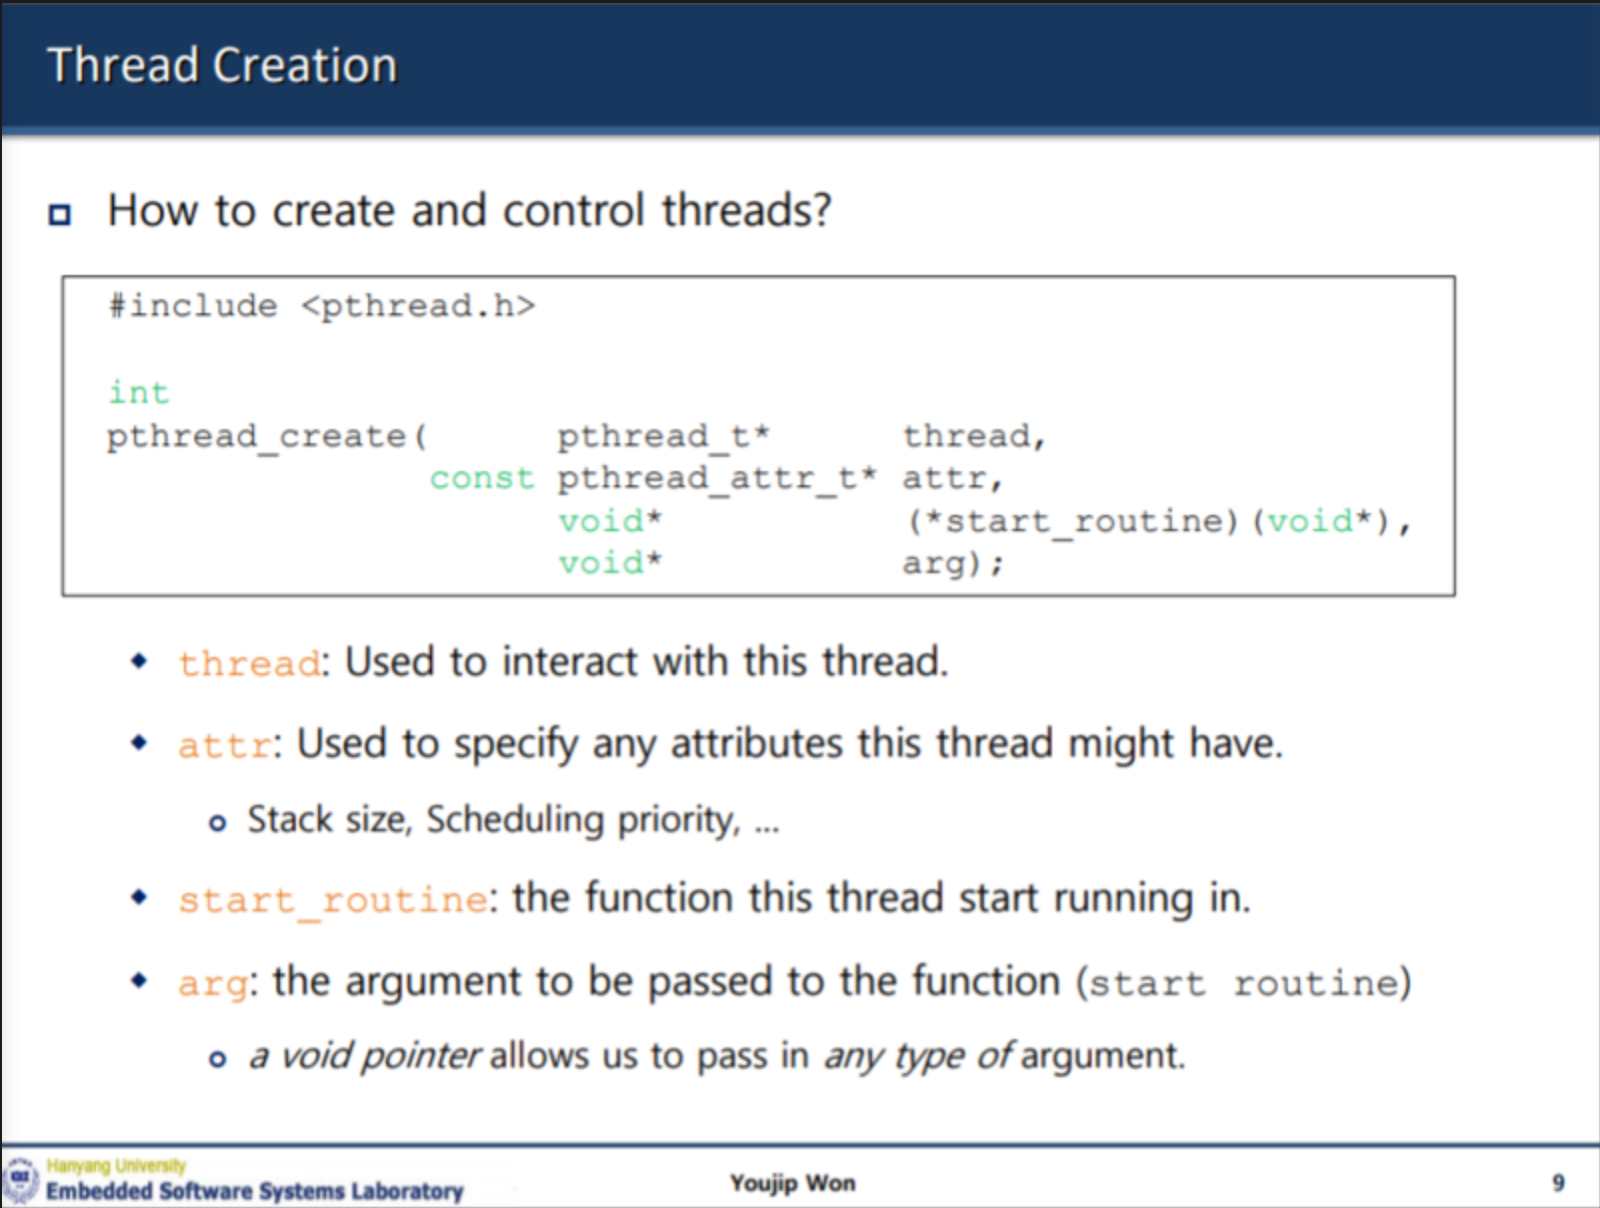 Thread Creation
How to create and control threads?
#include <pthread.h>
int
pthread_create( pthread_t* thread,
const pthread_attr_t* attr,
void* (*start_routine)(void*),
void* arg);
thread: Used to interact with this thread.
attr: Used to specify any attributes this thread might have.
Stack size, Scheduling priority, ...
start_routine: the function this thread start running in.
arg: the argument to be passed to the function (start routine)
a void pointer allows us to pass in any type of argument.
Hanyang University
Embedded Software Systems Laboratory
Youjip Won
9